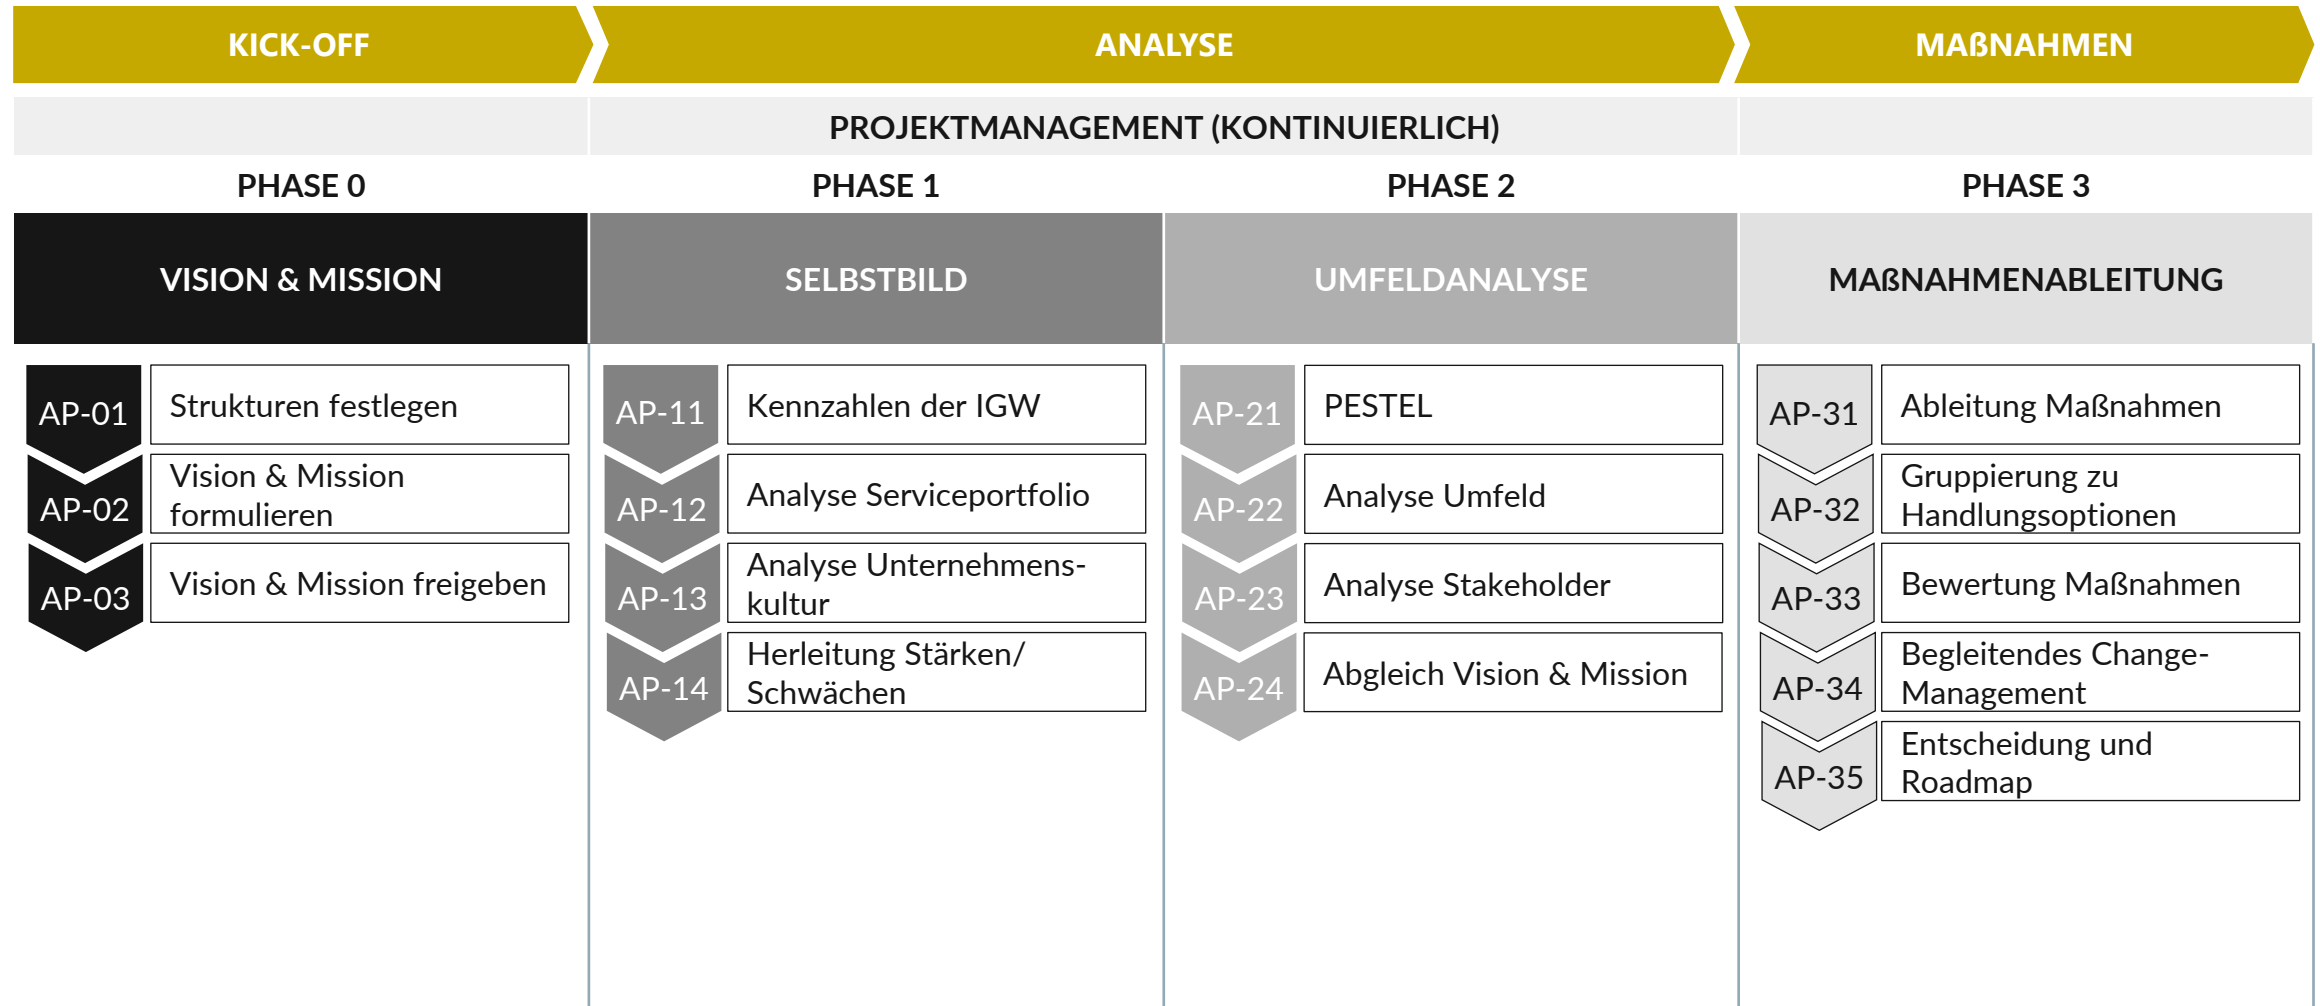 KICK-OFF
ANALYSE
MAßNAHMEN
PROJEKTMANAGEMENT (KONTINUIERLICH)
PHASE 0
PHASE 1
PHASE 2
PHASE 3
VISION & MISSION
SELBSTBILD
UMFELDANALYSE
MAßNAHMENABLEITUNG
AP-01
Strukturen festlegen
AP-02
Vision & Mission
formulieren
AP-03
Vision & Mission freigeben
AP-11
Kennzahlen der IGW
AP-12
Analyse Serviceportfolio
AP-13
Analyse Unternehmens-
kultur
AP-14
Herleitung Stärken/
Schwächen
AP-21
PESTEL
AP-22
Analyse Umfeld
AP-23
Analyse Stakeholder
AP-24
Abgleich Vision & Mission
AP-31
Ableitung Maßnahmen
AP-32
Gruppierung zu
Handlungsoptionen
AP-33
Bewertung Maßnahmen
AP-34
Begleitendes Change-
Management
AP-35
Entscheidung und
Roadmap